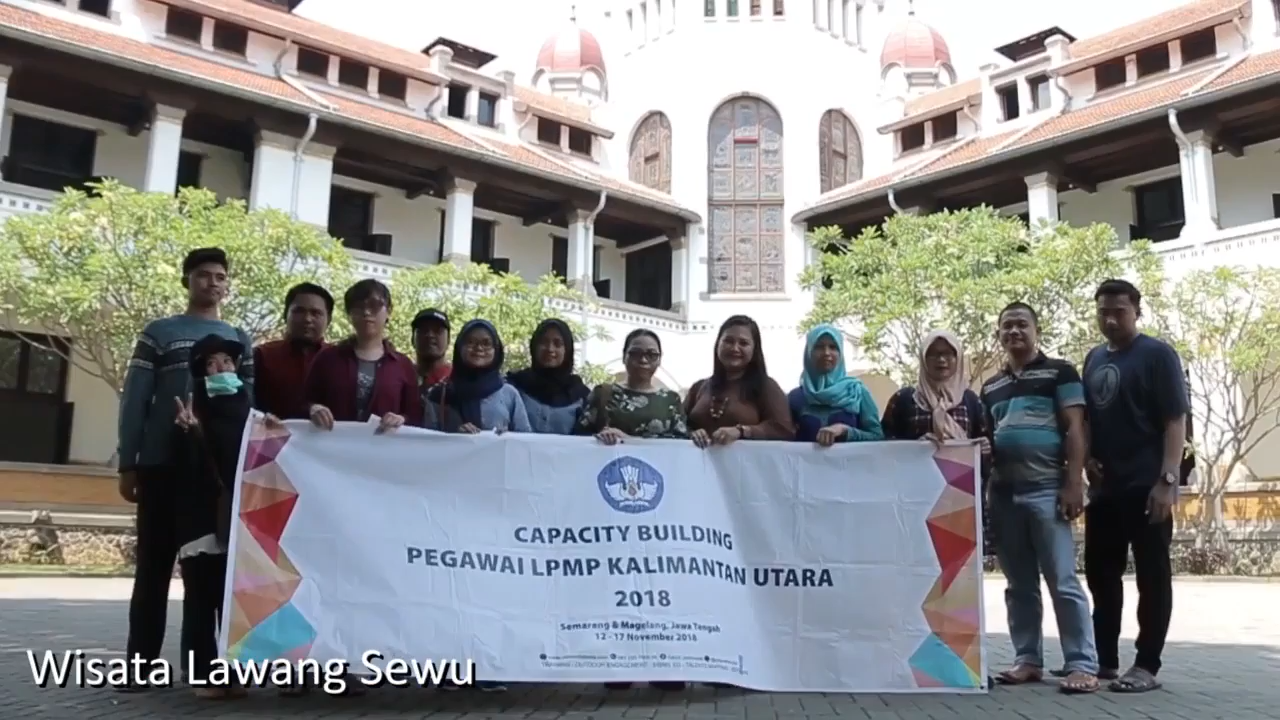 CAPACITY BUILDING
PEGAWAI LPMP KALIMANTAN UTARA
2018
Semarang & Magelang, Jawa Tengah
12 - 17 November 2018
Wisata Lawang Sewu